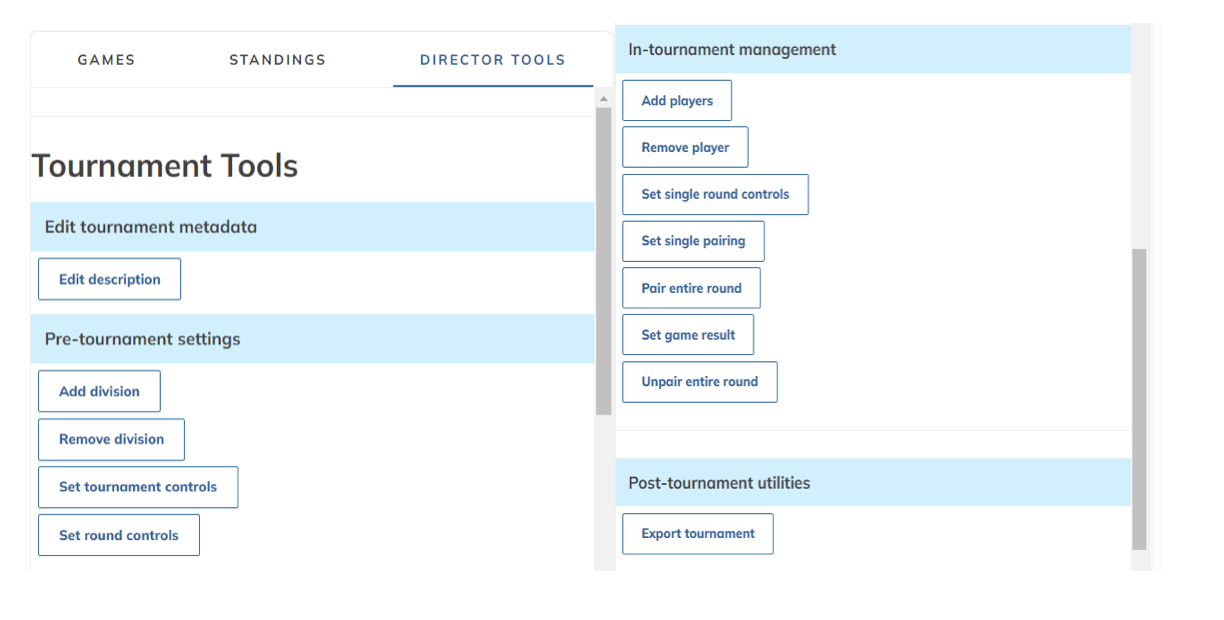 GAMES
STANDINGS
DIRECTOR TOOLS
Tournament Tools
Edit tournament metadata
Edit description
Pre-tournament settings
Add division
Remove division
Set tournament controls
Set round controls
In-tournament management
Add players
Remove player
Set single round controls
Set single pairing
Pair entire round
Set game result
Unpair entire round
Post-tournament utilities
Export tournament